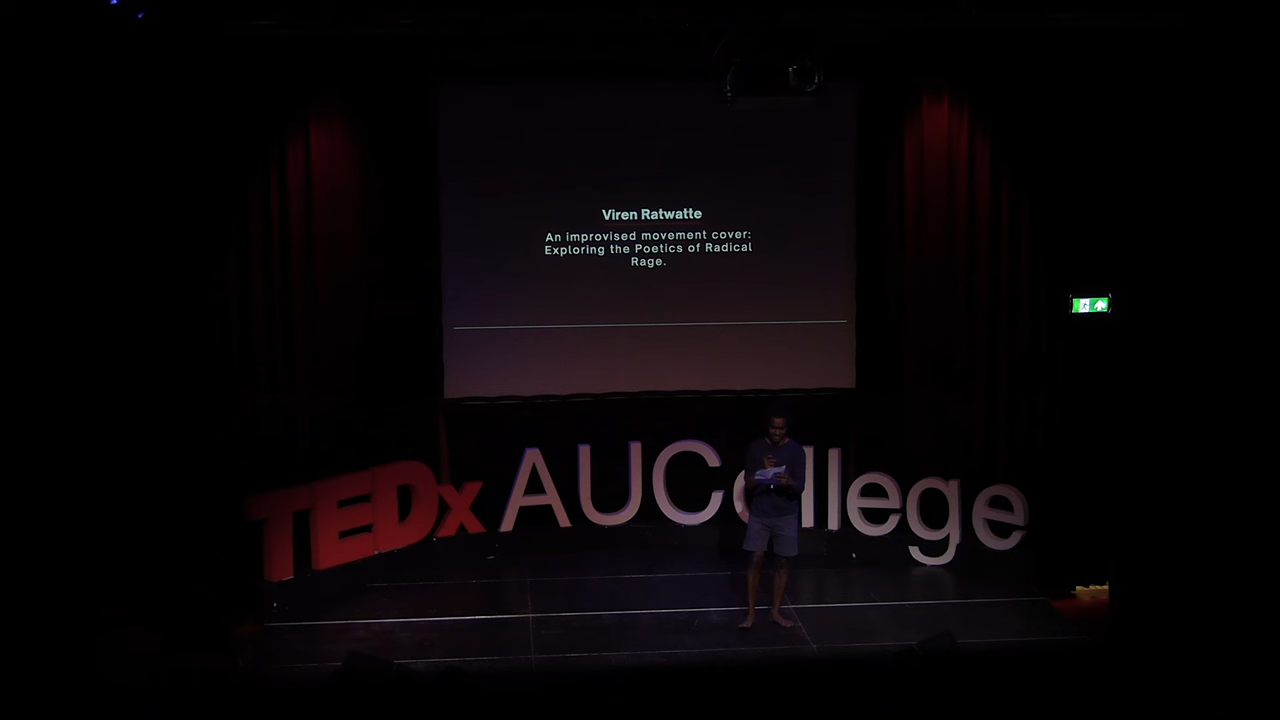 Viren Ratwatte
An improvised movement cover:
Exploring the Poetics of Radical
Rage.
TEDx AUCollege